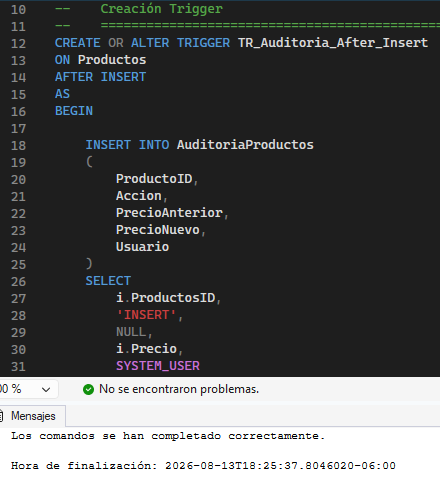 10 -- Creación Trigger
11 -- ==========================================
12 CREATE OR ALTER TRIGGER TR_Auditoria_After_Insert
13 ON Productos
14 AFTER INSERT
15 AS
16 BEGIN
17
18 INSERT INTO AuditoriaProductos
19 (
20 ProductoID,
21 Accion,
22 PrecioAnterior,
23 PrecioNuevo,
24 Usuario
25 )
26 SELECT
27 i.ProductosID,
28 'INSERT',
29 NULL,
30 i.Precio,
31 SYSTEM_USER
00 % No se encontraron problemas.
Mensajes
Los comandos se han completado correctamente.
Hora de finalización: 2026-08-13T18:25:37.8046020-06:00